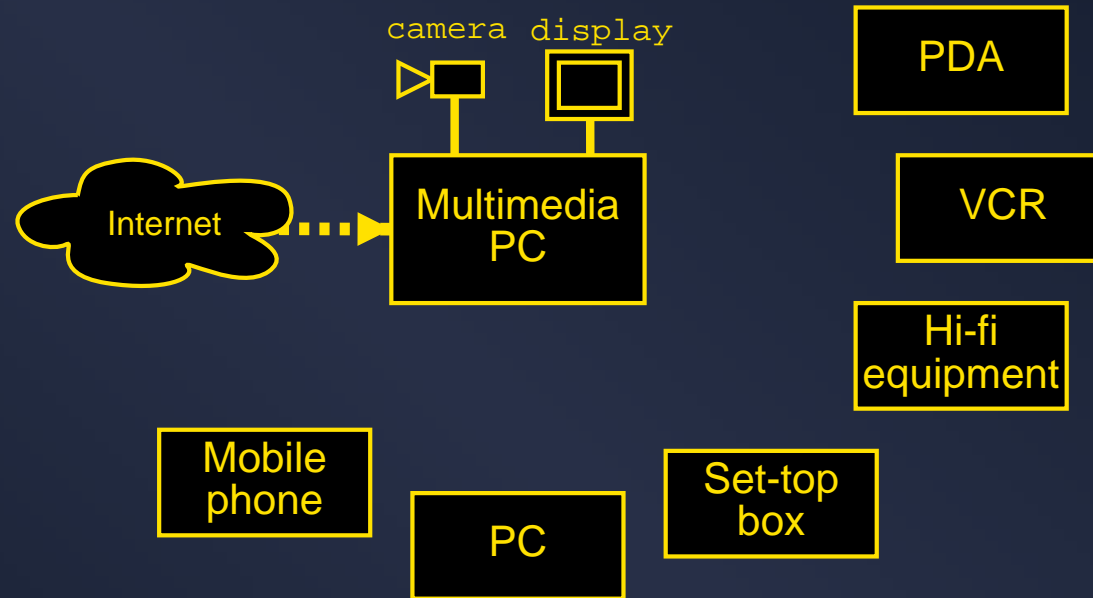 camera display
PDA
Multimedia
PC
VCR
Internet
Hi-fi
equipment
Mobile
phone
Set-top
box
PC